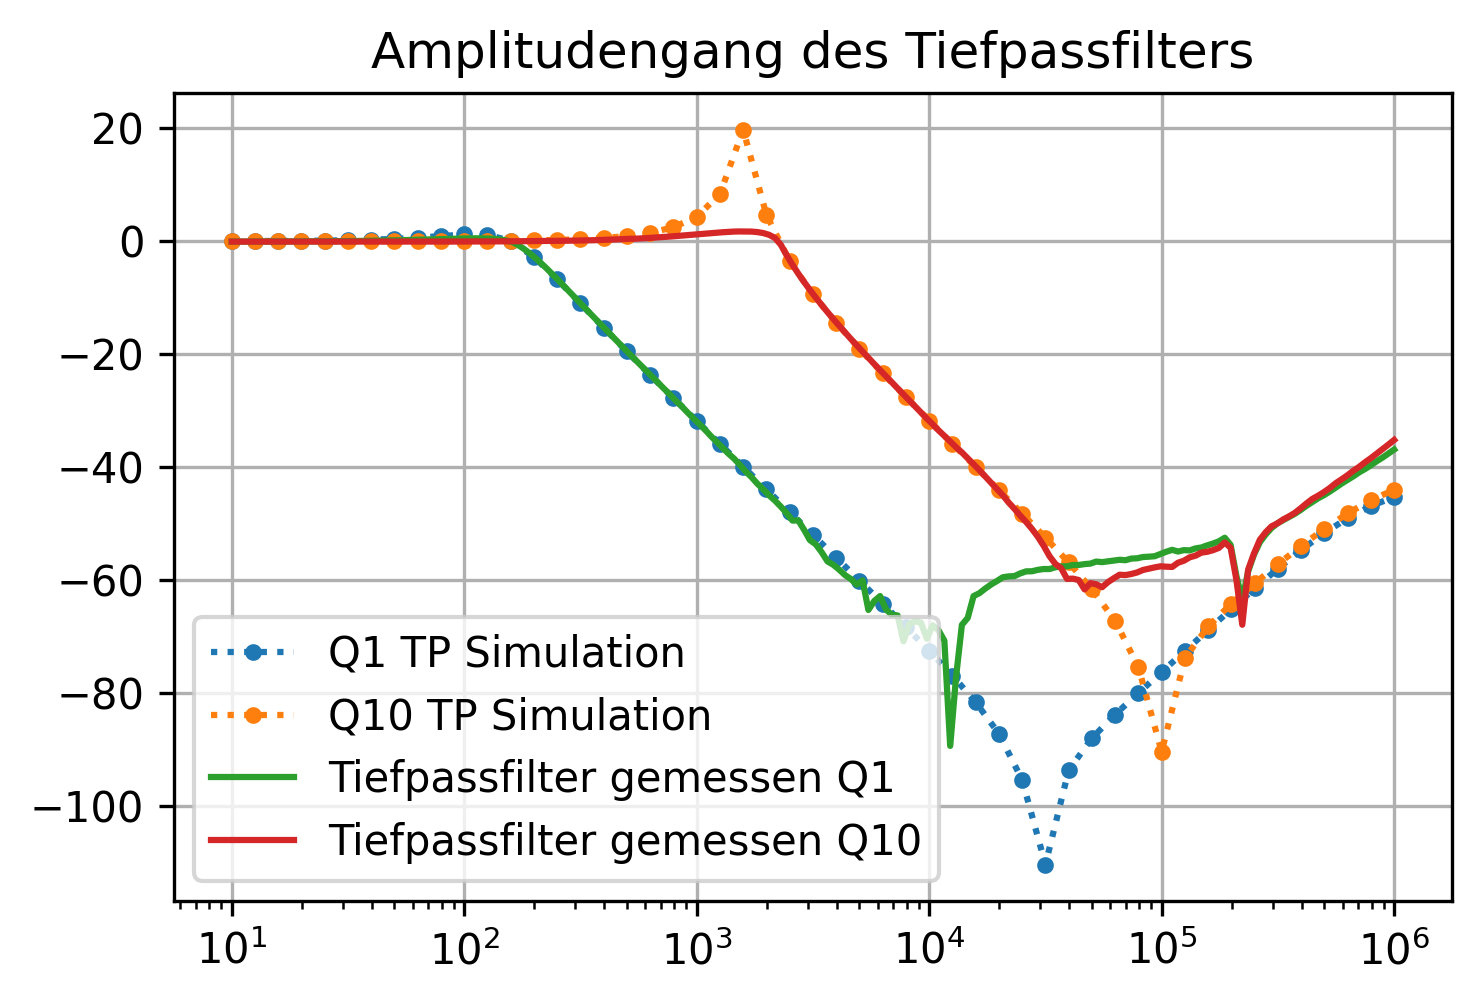 Amplitudengang des Tiefpassfilters
20
0
−20
−40
−60
−80
−100
Q1 TP Simulation
Q10 TP Simulation
Tiefpassfilter gemessen Q1
Tiefpassfilter gemessen Q10
10¹ 10² 10³ 10⁴ 10⁵ 10⁶